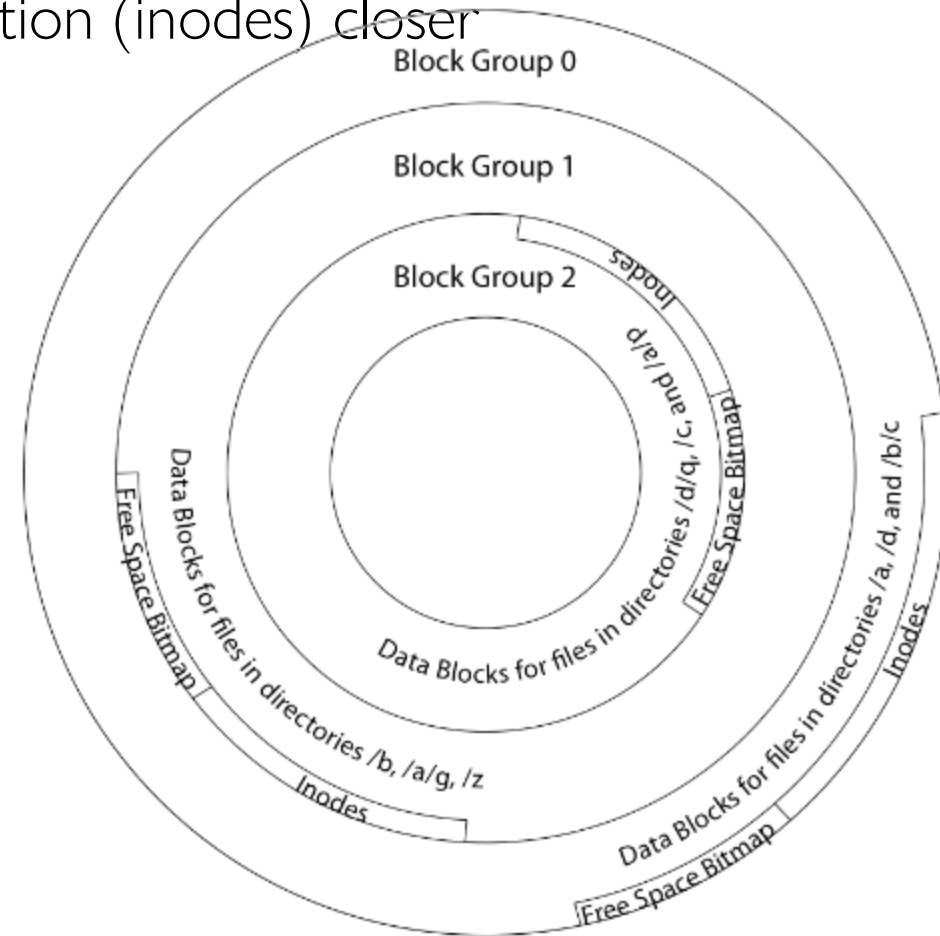 tion (inodes) closer
Block Group 0
Block Group 1
Block Group 2
Inodes
Free Space Bitmap
Data Blocks for files in directories /d/q, /c, and /a/p
Free Space Bitmap
Inodes
Data Blocks for files in directories /b, /a/g, /z
Data Blocks for files in directories /a, /d, and /b/c
Inodes
Free Space Bitmap